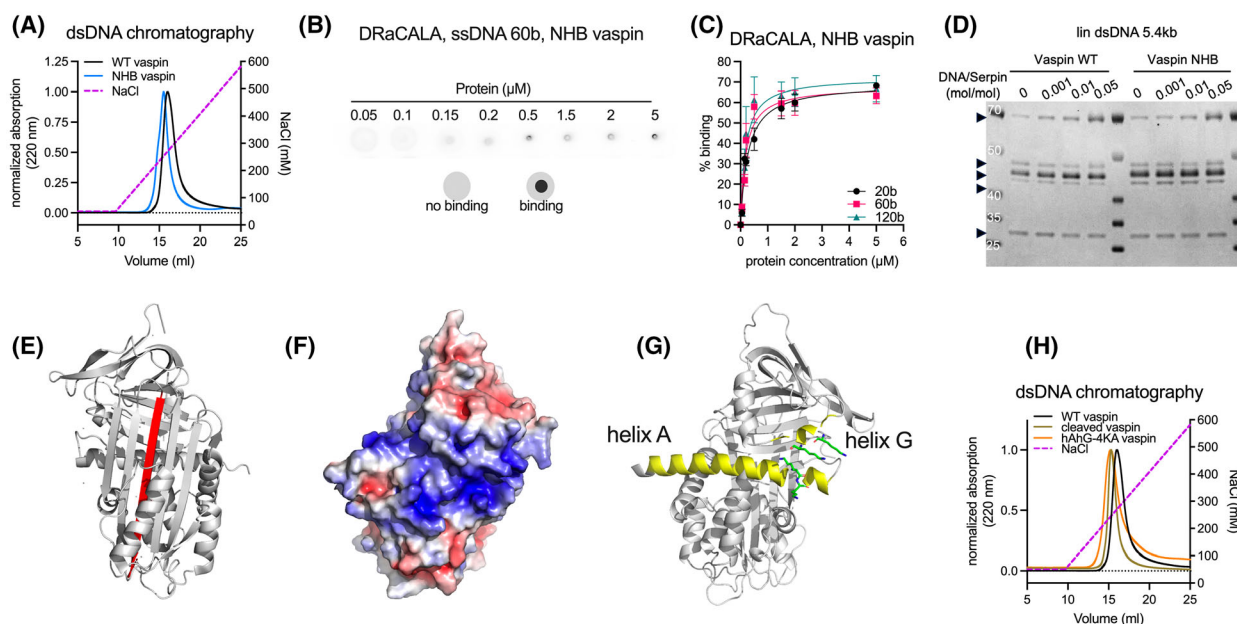 (A)
dsDNA chromatography
WT vaspin
NHB vaspin
NaCl
normalized absorption
(220 nm)
1.25
1.00
0.75
0.50
0.25
0.00
600
500
400
300
200
100
0
NaCl (mM)
5 10 15 20 25
Volume (ml)
(B)
DRaCALA, ssDNA 60b, NHB vaspin
Protein (μM)
0.05 0.1 0.15 0.2 0.5 1.5 2 5
no binding binding
(C)
DRaCALA, NHB vaspin
% binding
80
70
60
50
40
30
20
10
0
20b
60b
120b
0 1 2 3 4 5 6
protein concentration (μM)
(D)
lin dsDNA 5.4kb
Vaspin WT Vaspin NHB
DNA/Serpin
(mol/mol)
0 0.001 0.01 0.05 0 0.001 0.01 0.05
70
50
40
35
25
(E)
(F)
(G)
helix A
helix G
(H)
dsDNA chromatography
WT vaspin
cleaved vaspin
hAhG-4KA vaspin
NaCl
normalized absorption
(220 nm)
1.0
0.5
0.0
600
500
400
300
200
100
0
NaCl (mM)
5 10 15 20 25
Volume (ml)